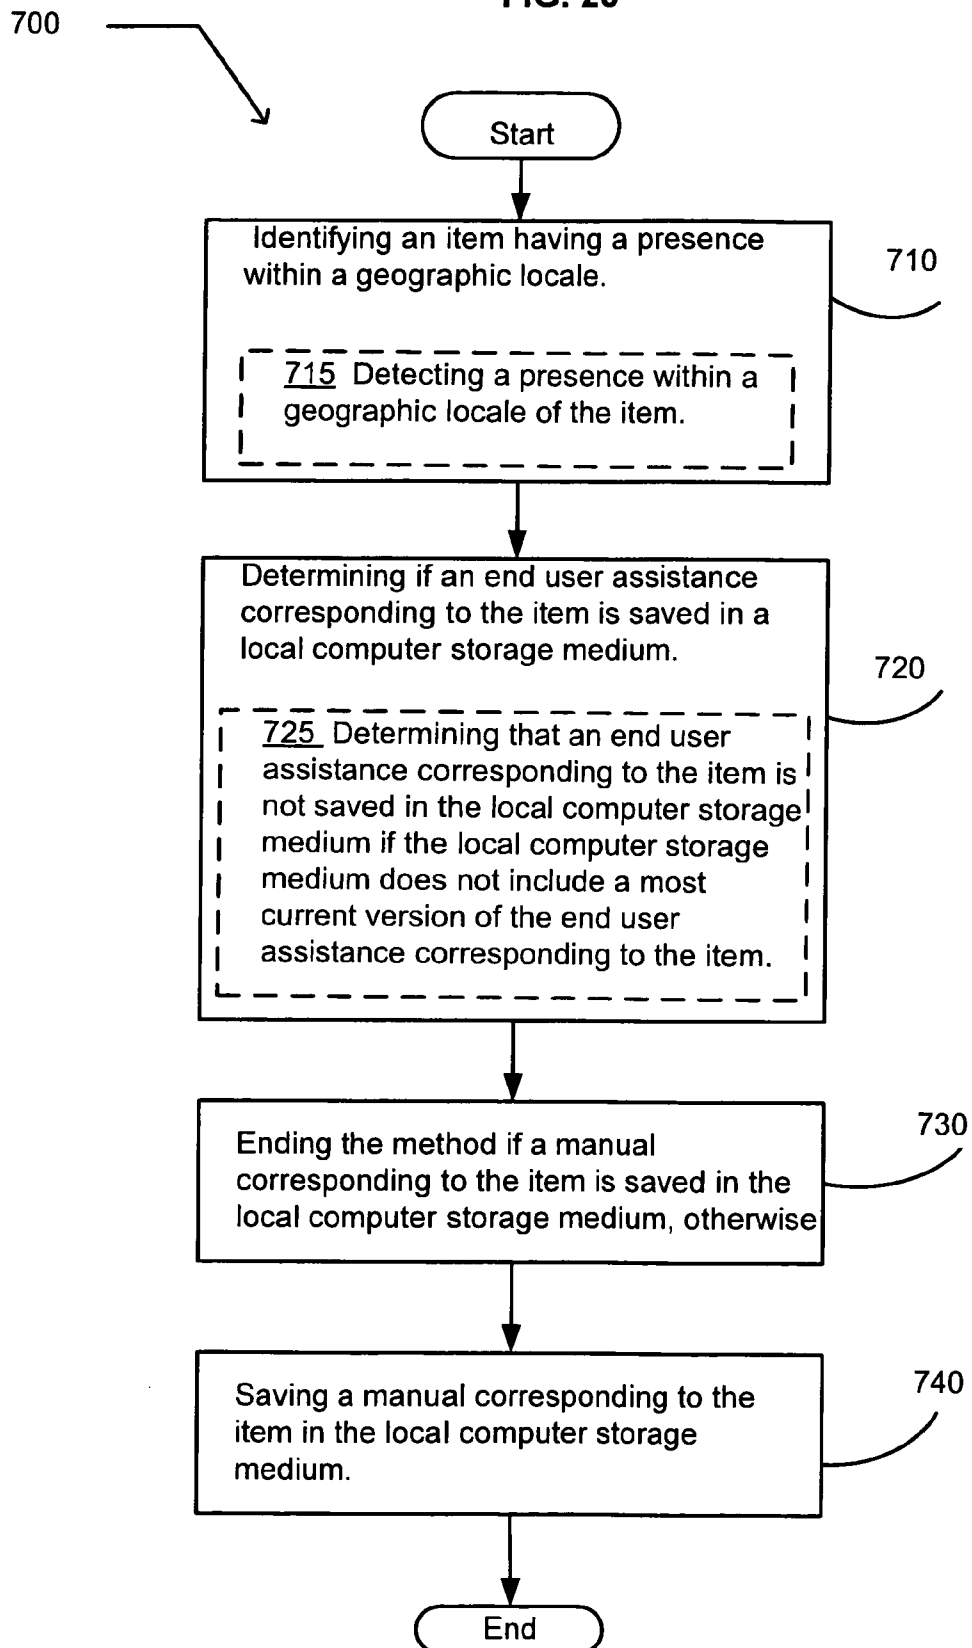 700
Start
Identifying an item having a presence
within a geographic locale.
710
715 Detecting a presence within a
geographic locale of the item.
Determining if an end user assistance
corresponding to the item is saved in a
local computer storage medium.
720
725 Determining that an end user
assistance corresponding to the item is
not saved in the local computer storage
medium if the local computer storage
medium does not include a most
current version of the end user
assistance corresponding to the item.
Ending the method if a manual
corresponding to the item is saved in the
local computer storage medium, otherwise
730
Saving a manual corresponding to the
item in the local computer storage
medium.
740
End